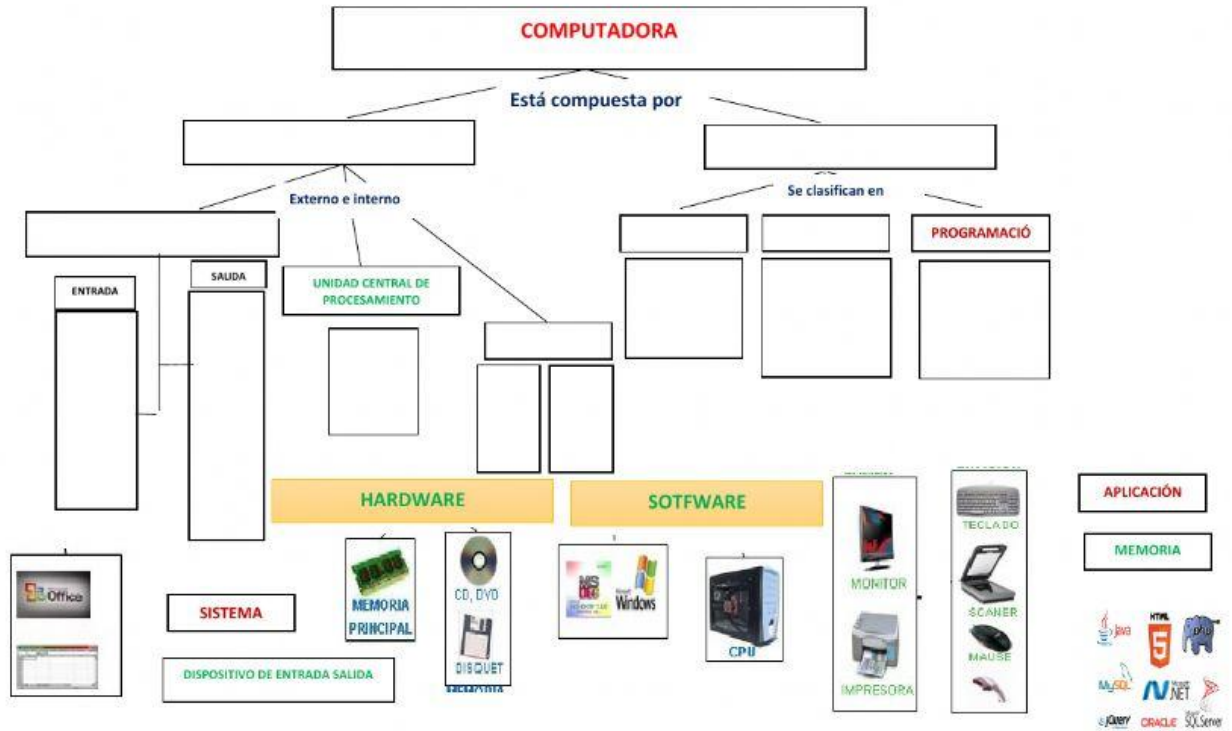 COMPUTADORA
Está compuesta por
Externo e interno
Se clasifican en
PROGRAMACIÓ
ENTRADA
SALIDA
UNIDAD CENTRAL DE
PROCESAMIENTO
HARDWARE
SOTFWARE
APLICACIÓN
MEMORIA
Office
SISTEMA
DISPOSITIVO DE ENTRADA SALIDA
MEMORIA
PRINCIPAL
CD, DVD
DISQUET
Windows
CPU
MONITOR
IMPRESORA
TECLADO
SCANER
MAUSE
java
HTML
5
php
MySQL
.NET
jQuery
ORACLE
SQL Server